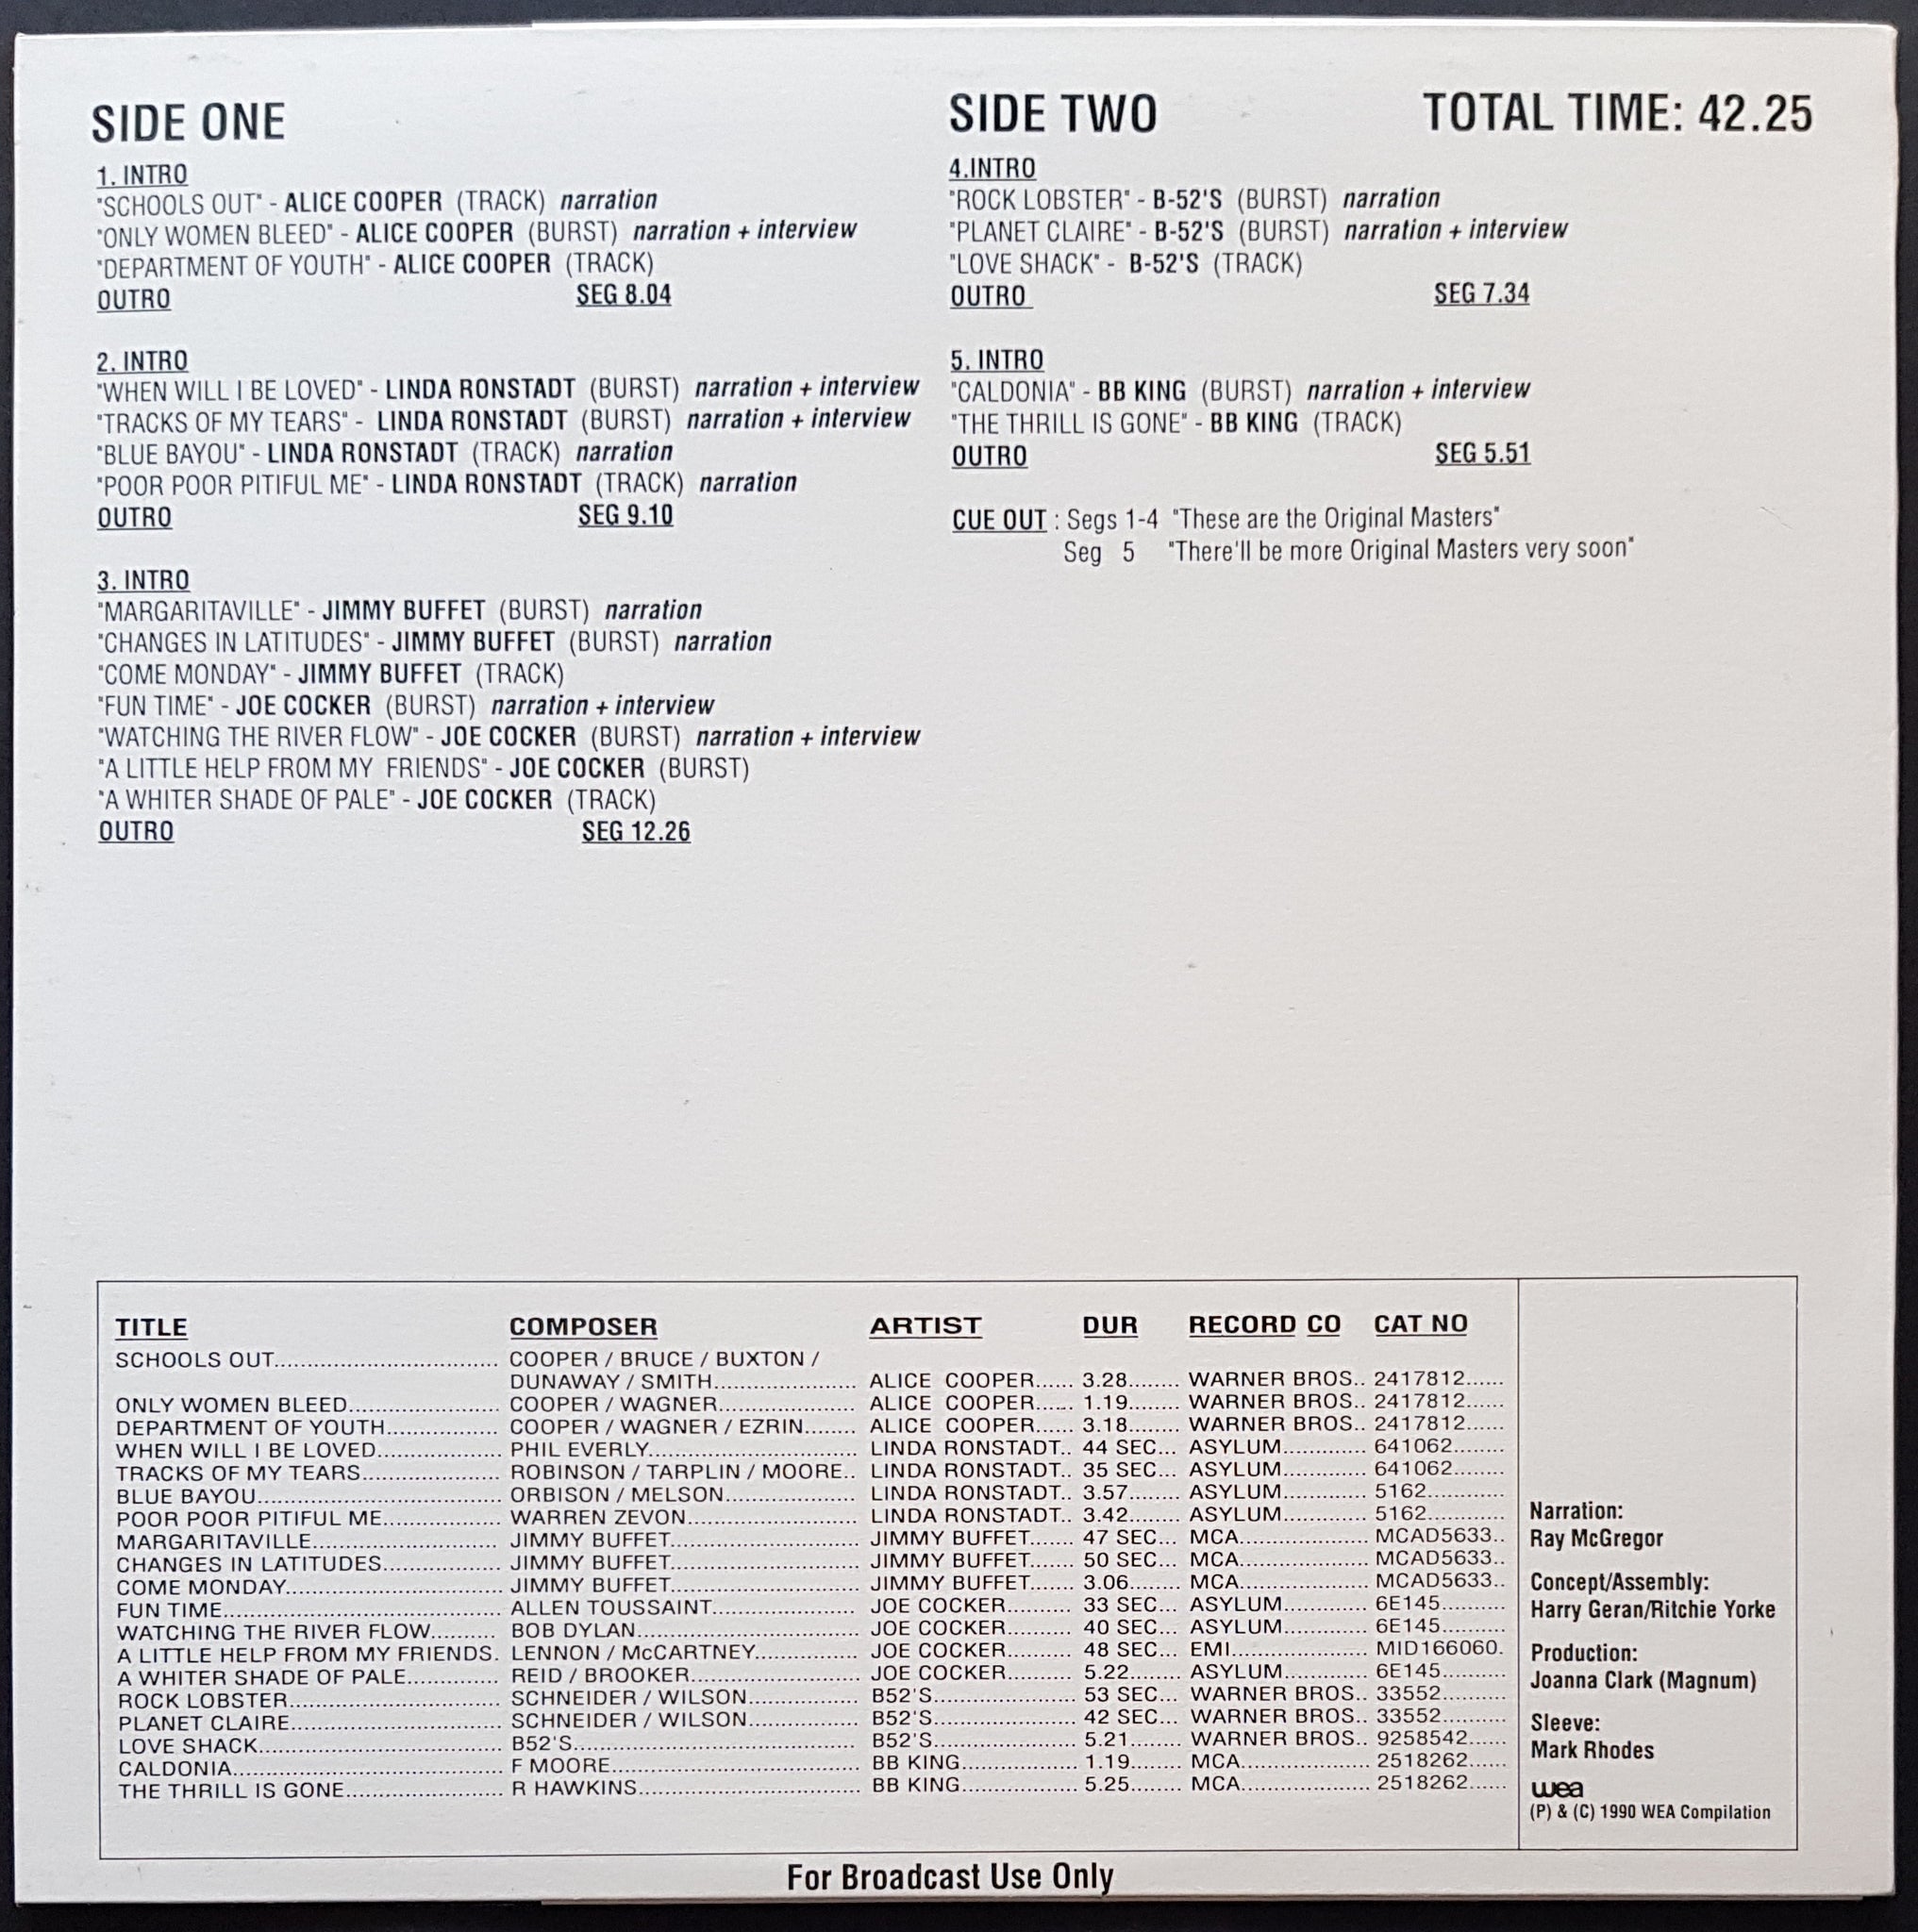 SIDE ONE
1. INTRO
"SCHOOLS OUT" - ALICE COOPER (TRACK) narration
"ONLY WOMEN BLEED" - ALICE COOPER (BURST) narration + interview
"DEPARTMENT OF YOUTH" - ALICE COOPER (TRACK)
OUTRO SEG 8.04
2. INTRO
"WHEN WILL I BE LOVED" - LINDA RONSTADT (BURST) narration + interview
"TRACKS OF MY TEARS" - LINDA RONSTADT (BURST) narration + interview
"BLUE BAYOU" - LINDA RONSTADT (TRACK) narration
"POOR POOR PITIFUL ME" - LINDA RONSTADT (TRACK) narration
OUTRO SEG 9.10
3. INTRO
"MARGARITAVILLE" - JIMMY BUFFET (BURST) narration
"CHANGES IN LATITUDES" - JIMMY BUFFET (BURST) narration
"COME MONDAY" - JIMMY BUFFET (TRACK)
"FUN TIME" - JOE COCKER (BURST) narration + interview
"WATCHING THE RIVER FLOW" - JOE COCKER (BURST) narration + interview
"A LITTLE HELP FROM MY FRIENDS" - JOE COCKER (BURST)
"A WHITER SHADE OF PALE" - JOE COCKER (TRACK)
OUTRO SEG 12.26
SIDE TWO TOTAL TIME: 42.25
4.INTRO
"ROCK LOBSTER" - B-52'S (BURST) narration
"PLANET CLAIRE" - B-52'S (BURST) narration + interview
"LOVE SHACK" - B-52'S (TRACK)
OUTRO SEG 7.34
5. INTRO
"CALDONIA" - BB KING (BURST) narration + interview
"THE THRILL IS GONE" - BB KING (TRACK)
OUTRO SEG 5.51
CUE OUT : Segs 1-4 "These are the Original Masters"
Seg 5 "There'll be more Original Masters very soon"
TITLE COMPOSER ARTIST DUR RECORD CO CAT NO
SCHOOLS OUT.................................. COOPER / BRUCE / BUXTON /
DUNAWAY / SMITH...................... ALICE COOPER...... 3.28........ WARNER BROS.. 2417812......
ONLY WOMEN BLEED....................... COOPER / WAGNER..................... ALICE COOPER...... 1.19........ WARNER BROS.. 2417812......
DEPARTMENT OF YOUTH................. COOPER / WAGNER / EZRIN........ ALICE COOPER...... 3.18........ WARNER BROS.. 2417812......
WHEN WILL I BE LOVED................... PHIL EVERLY................................ LINDA RONSTADT.. 44 SEC... ASYLUM............. 641062........
TRACKS OF MY TEARS..................... ROBINSON / TARPLIN / MOORE.. LINDA RONSTADT.. 35 SEC... ASYLUM............. 641062........
BLUE BAYOU..................................... ORBISON / MELSON.................... LINDA RONSTADT.. 3.57........ ASYLUM............. 5162............
POOR POOR PITIFUL ME.................. WARREN ZEVON.......................... LINDA RONSTADT.. 3.42........ ASYLUM............. 5162............
MARGARITAVILLE............................ JIMMY BUFFET............................. JIMMY BUFFET....... 47 SEC... MCA.................... MCAD5633..
CHANGES IN LATITUDES.................. JIMMY BUFFET............................. JIMMY BUFFET....... 50 SEC... MCA.................... MCAD5633..
COME MONDAY................................. JIMMY BUFFET............................. JIMMY BUFFET....... 3.06........ MCA.................... MCAD5633..
FUN TIME.......................................... ALLEN TOUSSAINT...................... JOE COCKER.......... 33 SEC... ASYLUM............. 6E145..........
WATCHING THE RIVER FLOW.......... BOB DYLAN.................................. JOE COCKER.......... 40 SEC... ASYLUM............. 6E145..........
A LITTLE HELP FROM MY FRIENDS. LENNON / McCARTNEY................ JOE COCKER.......... 48 SEC... EMI..................... MID166060.
A WHITER SHADE OF PALE.............. REID / BROOKER.......................... JOE COCKER.......... 5.22........ ASYLUM............. 6E145..........
ROCK LOBSTER................................ SCHNEIDER / WILSON................. B52'S...................... 53 SEC... WARNER BROS.. 33552..........
PLANET CLAIRE................................ SCHNEIDER / WILSON................. B52'S...................... 42 SEC... WARNER BROS.. 33552..........
LOVE SHACK..................................... B52'S............................................ B52'S...................... 5.21........ WARNER BROS.. 9258542......
CALDONIA......................................... F MOORE...................................... BB KING.................. 1.19........ MCA.................... 2518262......
THE THRILL IS GONE........................ R HAWKINS.................................. BB KING.................. 5.25........ MCA.................... 2518262......
Narration:
Ray McGregor
Concept/Assembly:
Harry Geran/Ritchie Yorke
Production:
Joanna Clark (Magnum)
Sleeve:
Mark Rhodes
wea
(P) & (C) 1990 WEA Compilation
For Broadcast Use Only